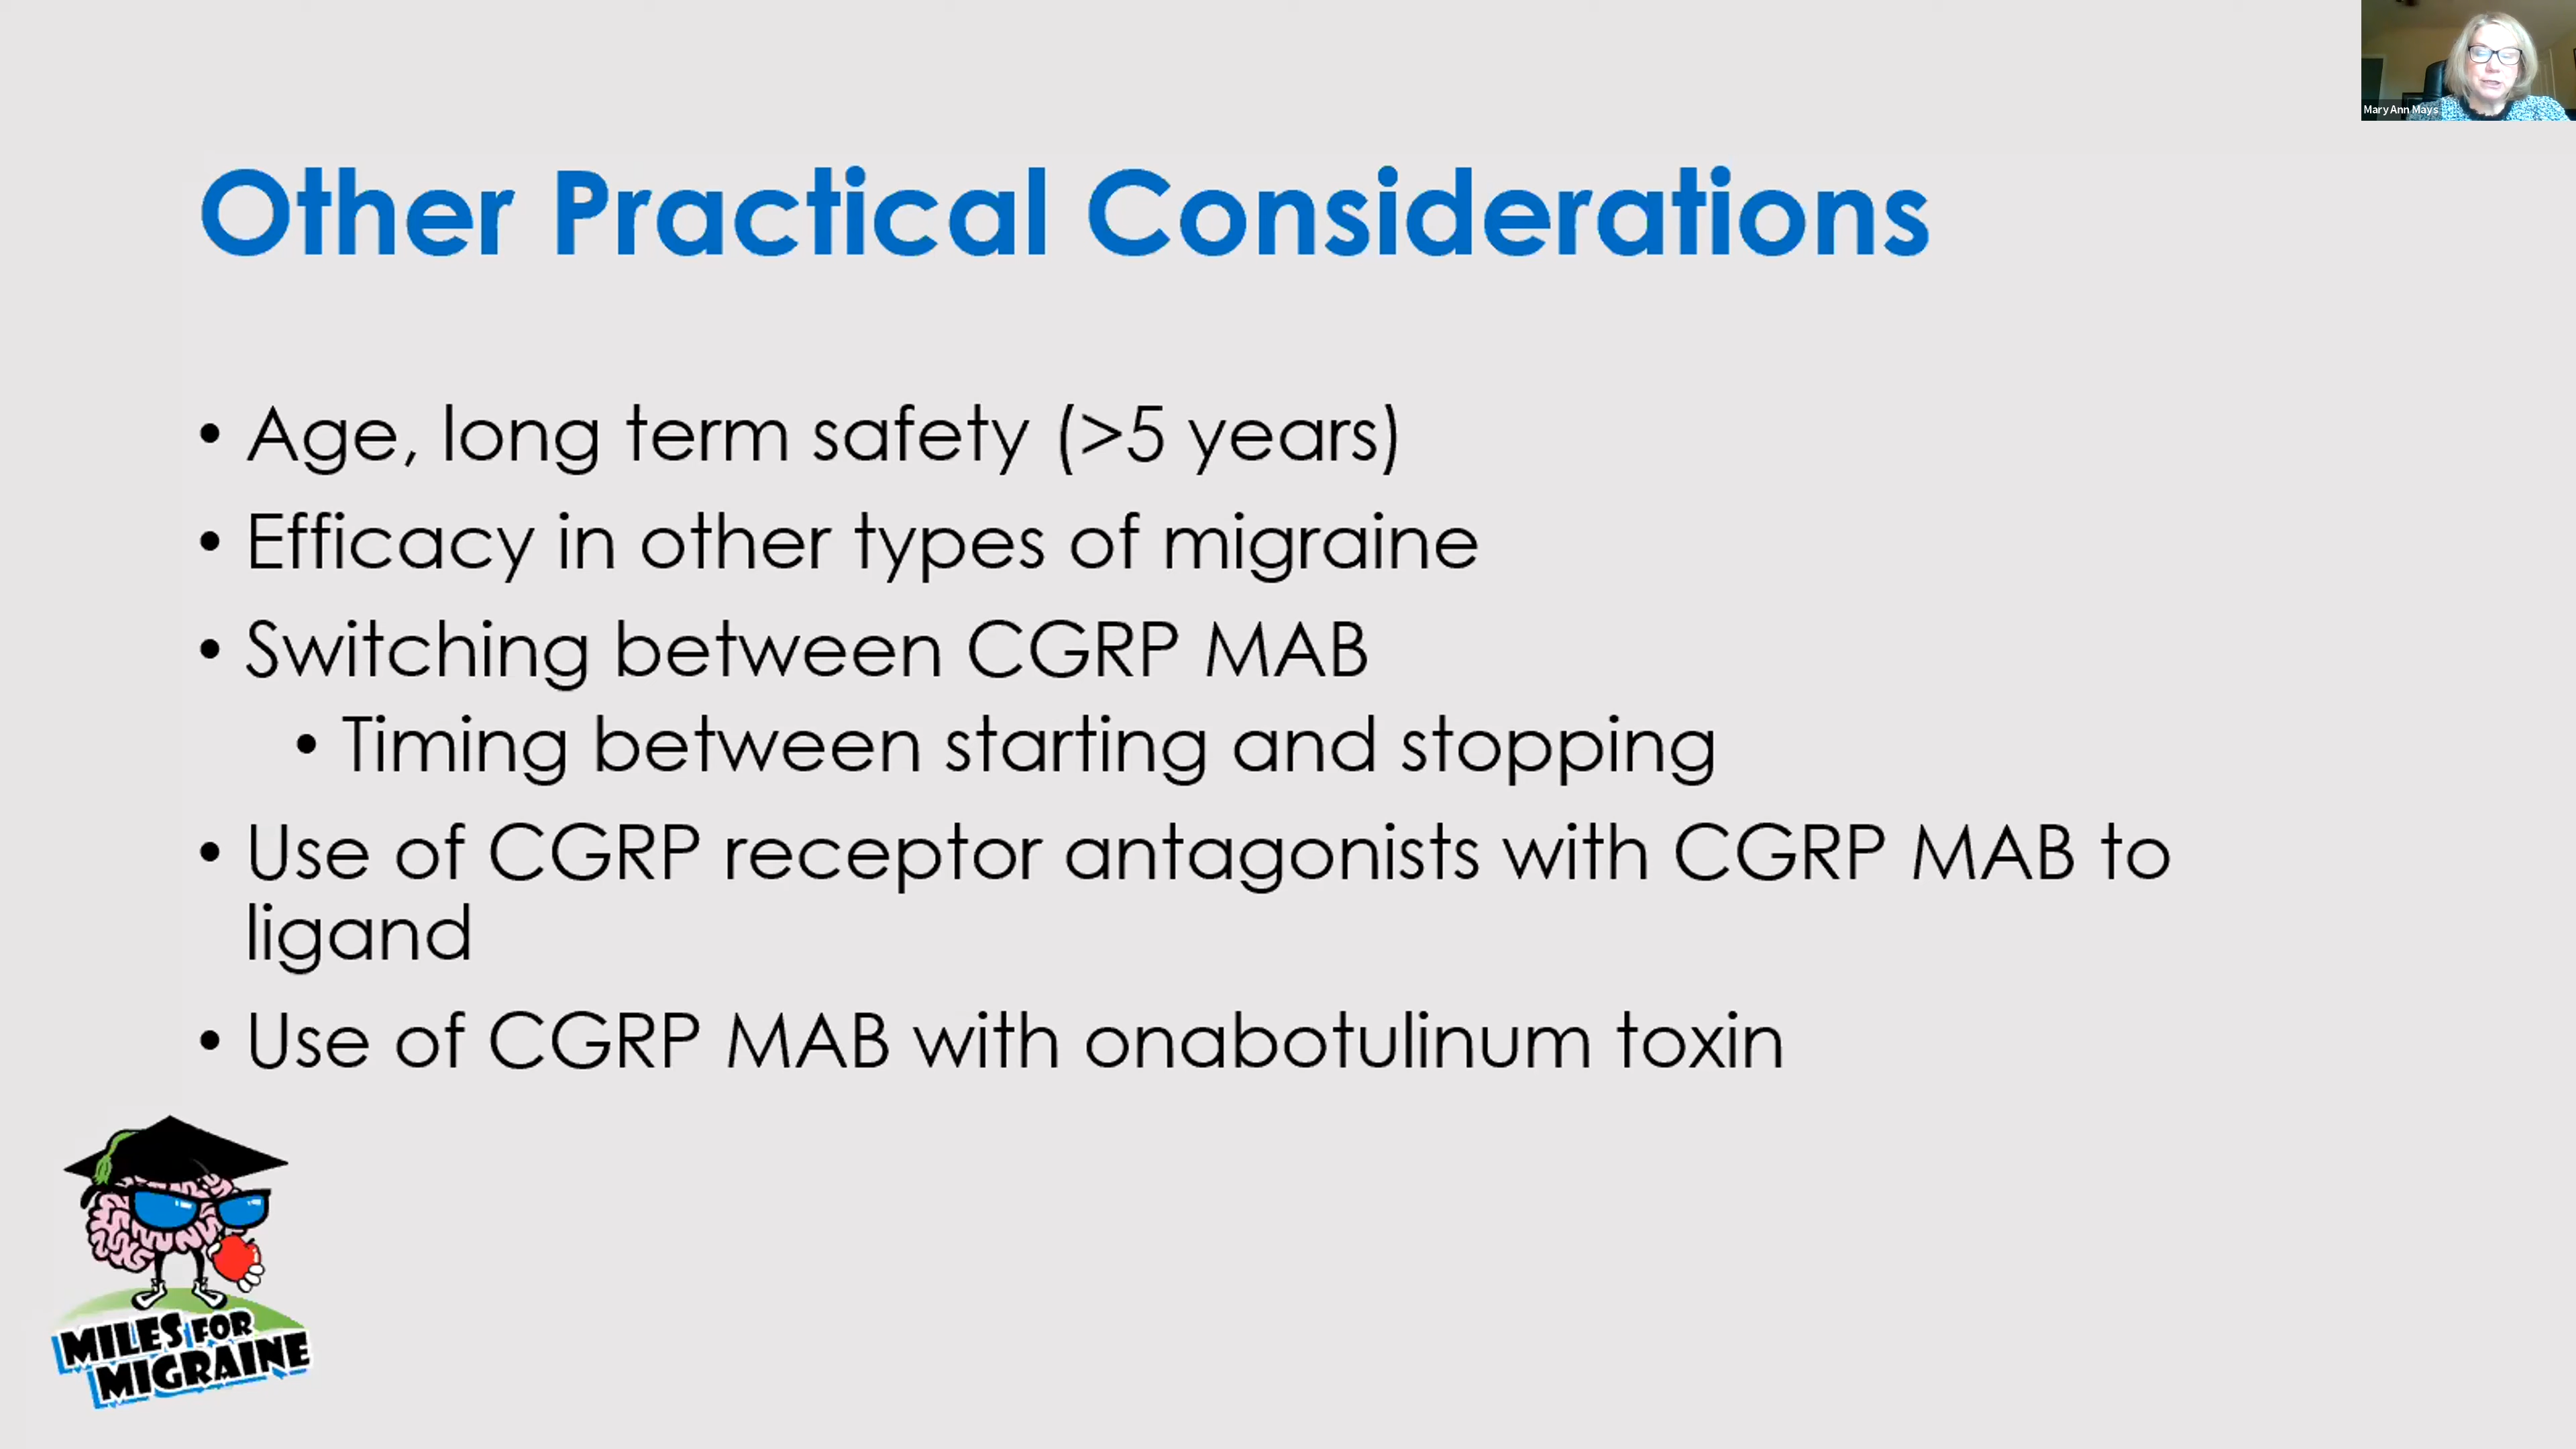 Mary Ann Mays
Other Practical Considerations
• Age, long term safety (>5 years)
• Efficacy in other types of migraine
• Switching between CGRP MAB
• Timing between starting and stopping
• Use of CGRP receptor antagonists with CGRP MAB to
ligand
• Use of CGRP MAB with onabotulinum toxin
MILES FOR
MIGRAINE